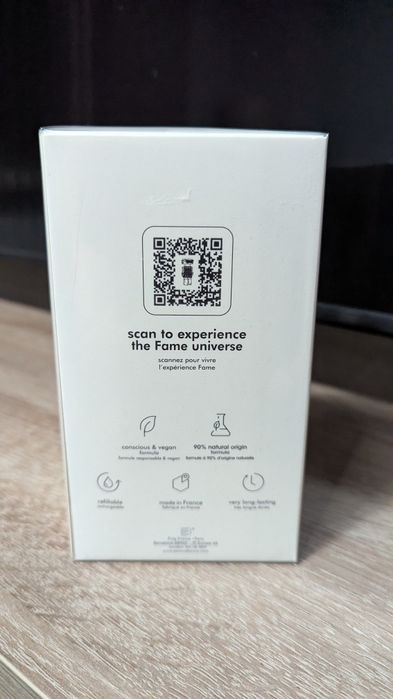 scan to experience
the Fame universe
scannez pour vivre
l'expérience Fame
conscious & vegan
formula
formule responsable & vegan
90% natural origin
formula
formule à 90% d'origine naturelle
refillable
rechargeable
made in France
fabriqué en France
very long-lasting
très longue durée